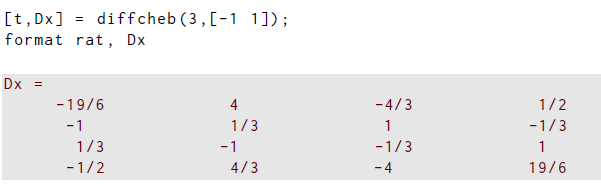 [t,Dx] = diffcheb(3,[-1 1]);
format rat, Dx
Dx =
-19/6 4 -4/3 1/2
-1 1/3 1 -1/3
1/3 -1 -1/3 1
-1/2 4/3 -4 19/6